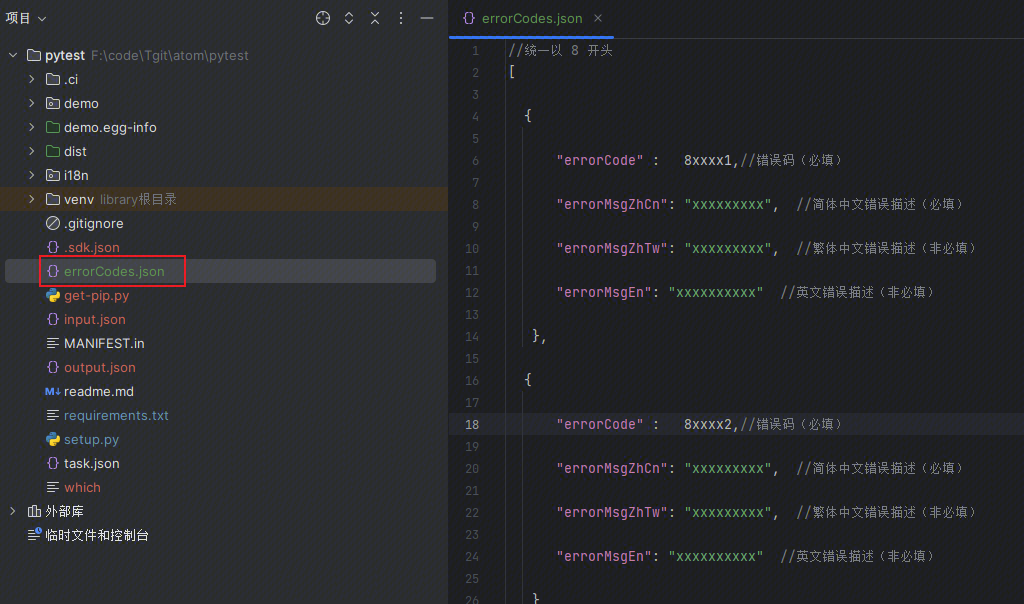 项目
pytest F:\code\Tgit\atom\pytest
.ci
demo
demo.egg-info
dist
i18n
venv library根目录
.gitignore
.sdk.json
errorCodes.json
get-pip.py
input.json
MANIFEST.in
output.json
readme.md
requirements.txt
setup.py
task.json
which
外部库
临时文件和控制台
errorCodes.json
1 //统一以 8 开头
2 [
3
4 {
5
6 "errorCode" : 8xxxx1,//错误码（必填）
7
8 "errorMsgZhCn": "xxxxxxxxx", //简体中文错误描述（必填）
9
10 "errorMsgZhTw": "xxxxxxxxx", //繁体中文错误描述（非必填）
11
12 "errorMsgEn": "xxxxxxxxxx" //英文错误描述（非必填）
13
14 },
15
16 {
17
18 "errorCode" : 8xxxx2,//错误码（必填）
19
20 "errorMsgZhCn": "xxxxxxxxx", //简体中文错误描述（必填）
21
22 "errorMsgZhTw": "xxxxxxxxx", //繁体中文错误描述（非必填）
23
24 "errorMsgEn": "xxxxxxxxxx" //英文错误描述（非必填）
25
26 }